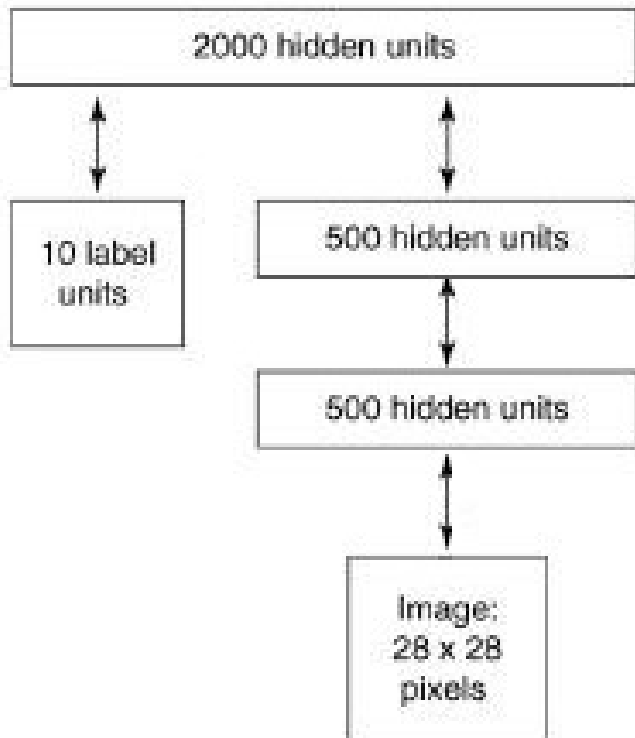 2000 hidden units
10 label
units
500 hidden units
500 hidden units
Image:
28 x 28
pixels